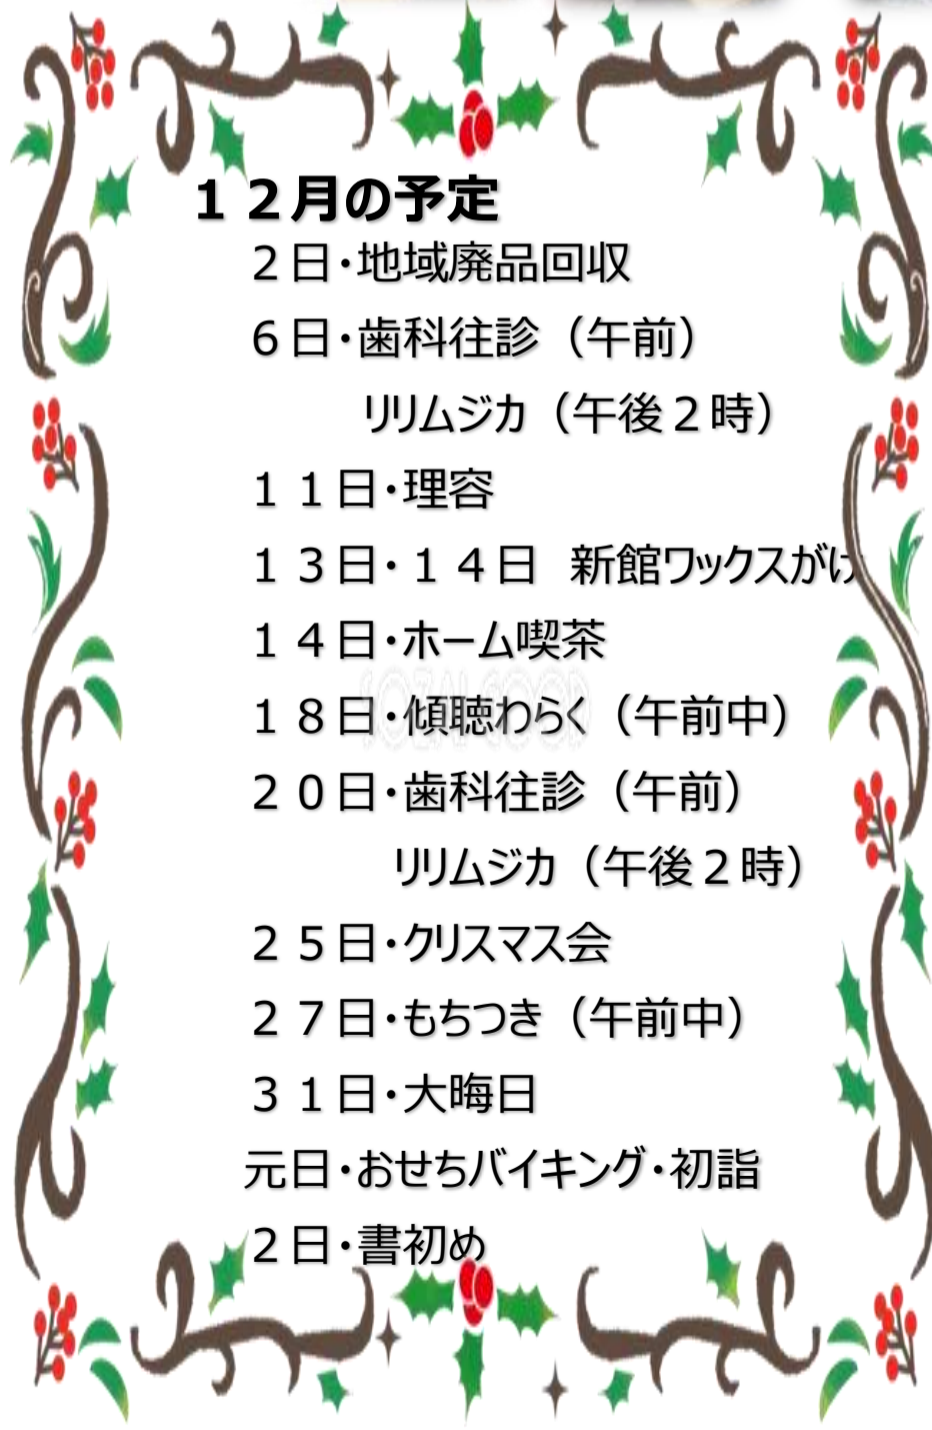 １２月の予定
２日・地域廃品回収
６日・歯科往診（午前）
リリムジカ（午後２時）
１１日・理容
１３日・１４日　新館ワックスがけ
１４日・ホーム喫茶
１８日・傾聴わらく（午前中）
SOZAI GOOD
２０日・歯科往診（午前）
リリムジカ（午後２時）
２５日・クリスマス会
２７日・もちつき（午前中）
３１日・大晦日
元日・おせちバイキング・初詣
２日・書初め